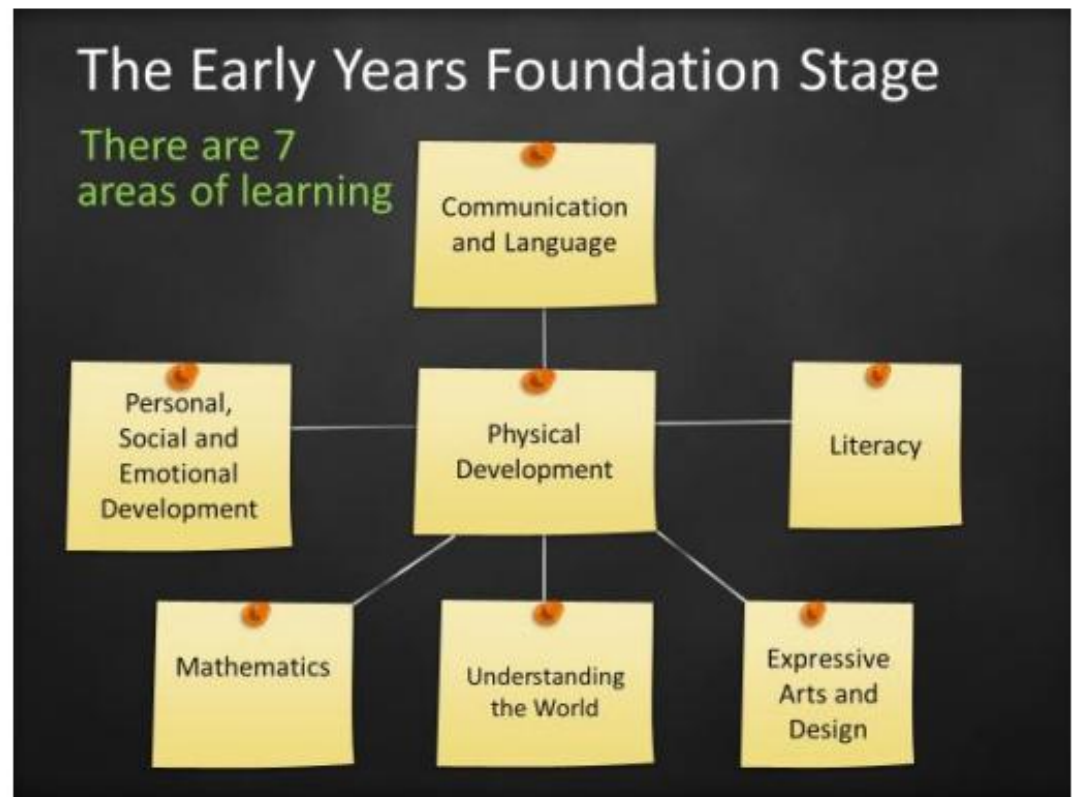 The Early Years Foundation Stage
There are 7
areas of learning
Communication
and Language
Personal,
Social and
Emotional
Development
Physical
Development
Literacy
Mathematics
Understanding
the World
Expressive
Arts and
Design